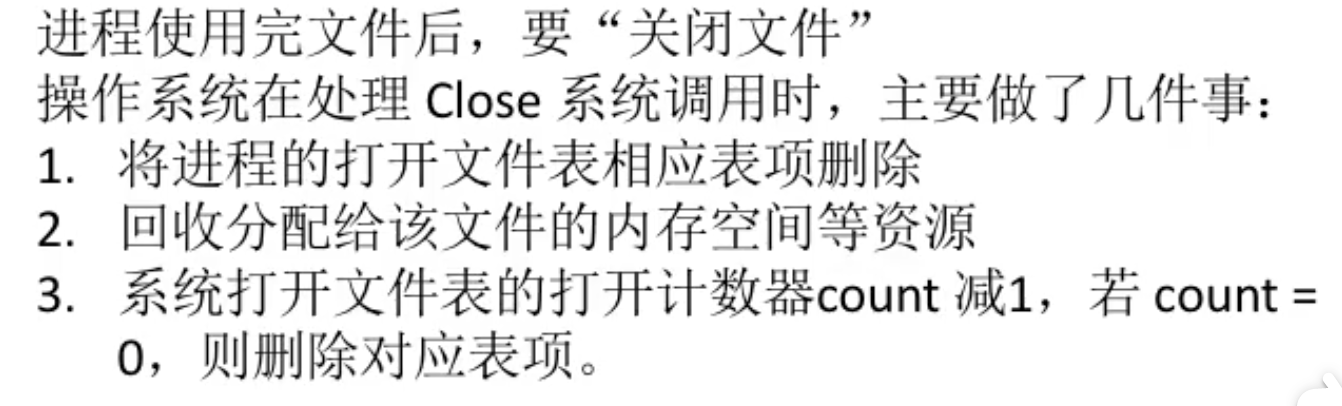 进程使用完文件后，要“关闭文件”
操作系统在处理 Close 系统调用时，主要做了几件事：
1. 将进程的打开文件表相应表项删除
2. 回收分配给该文件的内存空间等资源
3. 系统打开文件表的打开计数器count 减1，若 count =
0，则删除对应表项。